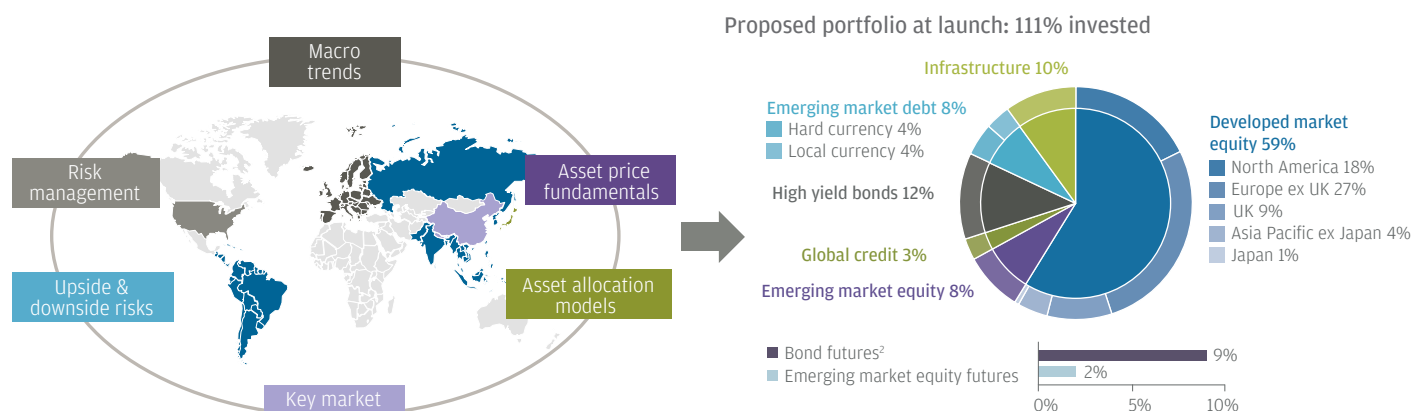 Proposed portfolio at launch: 111% invested
Macro
trends
Risk
management
Asset price
fundamentals
Upside &
downside risks
Asset allocation
models
Key market
Infrastructure 10%
Emerging market debt 8%
Hard currency 4%
Local currency 4%
High yield bonds 12%
Global credit 3%
Emerging market equity 8%
Developed market
equity 59%
North America 18%
Europe ex UK 27%
UK 9%
Asia Pacific ex Japan 4%
Japan 1%
Bond futures²
Emerging market equity futures
9%
2%
0%
5%
10%